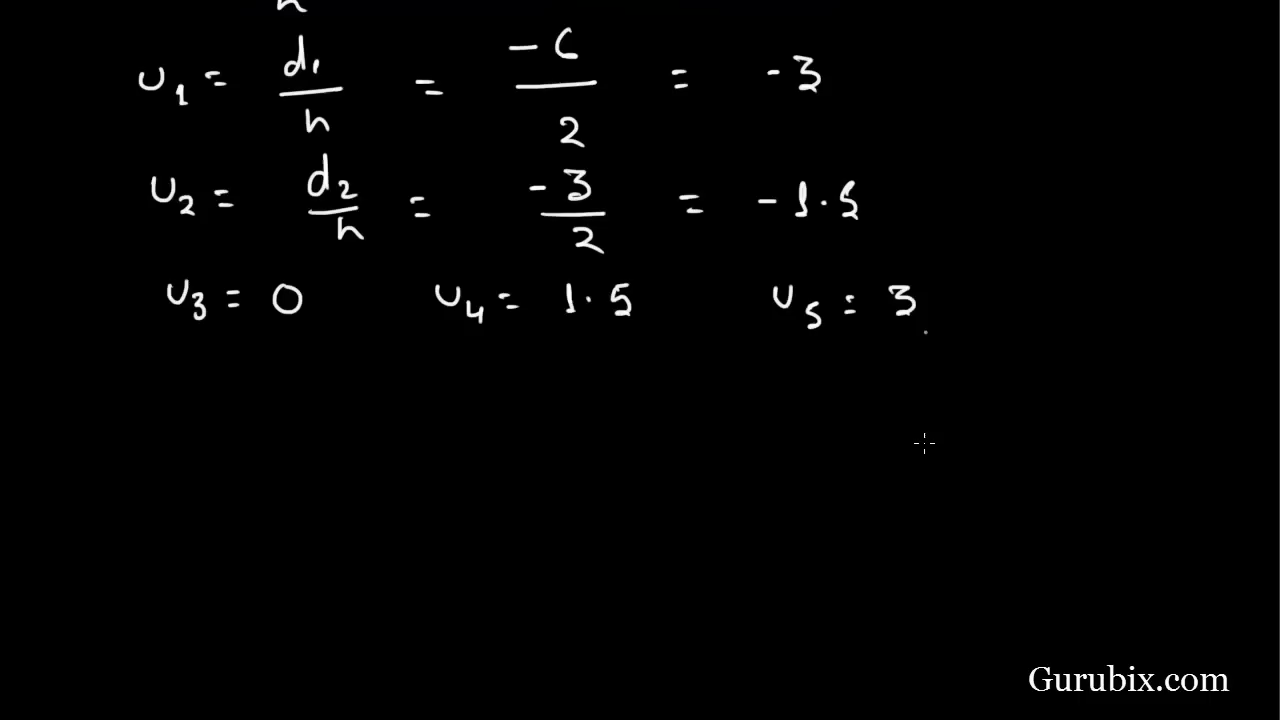 h
u₁ = d₁/h = -6/2 = -3
u₂ = d₂/h = -3/2 = -1.5
u₃ = 0 u₄ = 1.5 u₅ = 3
Gurubix.com